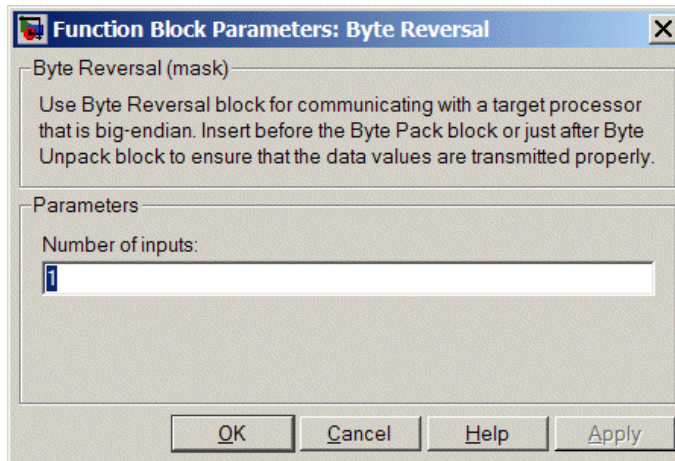 Function Block Parameters: Byte Reversal
Byte Reversal (mask)
Use Byte Reversal block for communicating with a target processor
that is big-endian. Insert before the Byte Pack block or just after Byte
Unpack block to ensure that the data values are transmitted properly.
Parameters
Number of inputs:
1
OK Cancel Help Apply